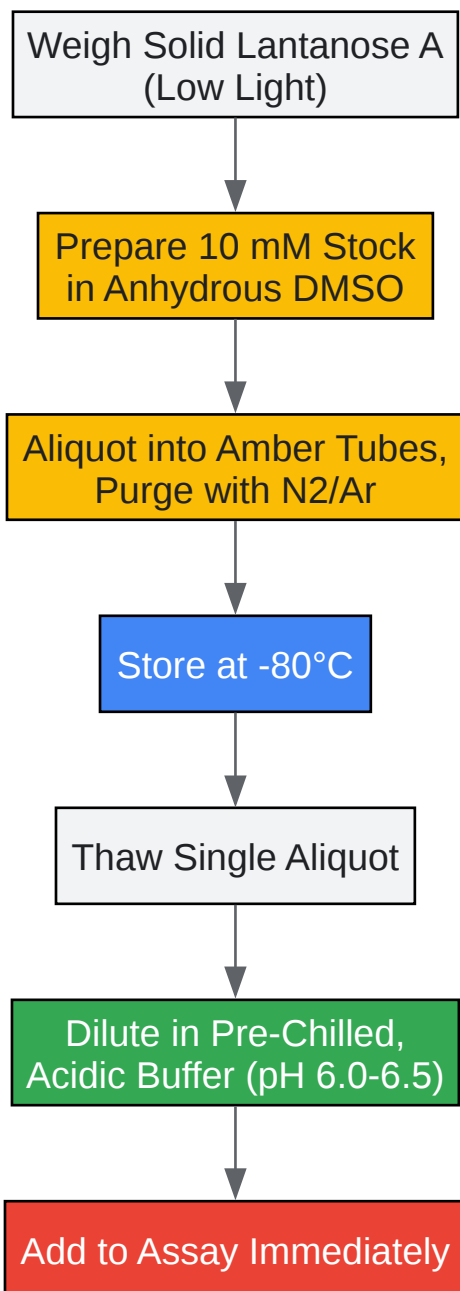 Weigh Solid Lantanose A
(Low Light)
Prepare 10 mM Stock
in Anhydrous DMSO
Aliquot into Amber Tubes,
Purge with N2/Ar
Store at -80°C
Thaw Single Aliquot
Dilute in Pre-Chilled,
Acidic Buffer (pH 6.0-6.5)
Add to Assay Immediately